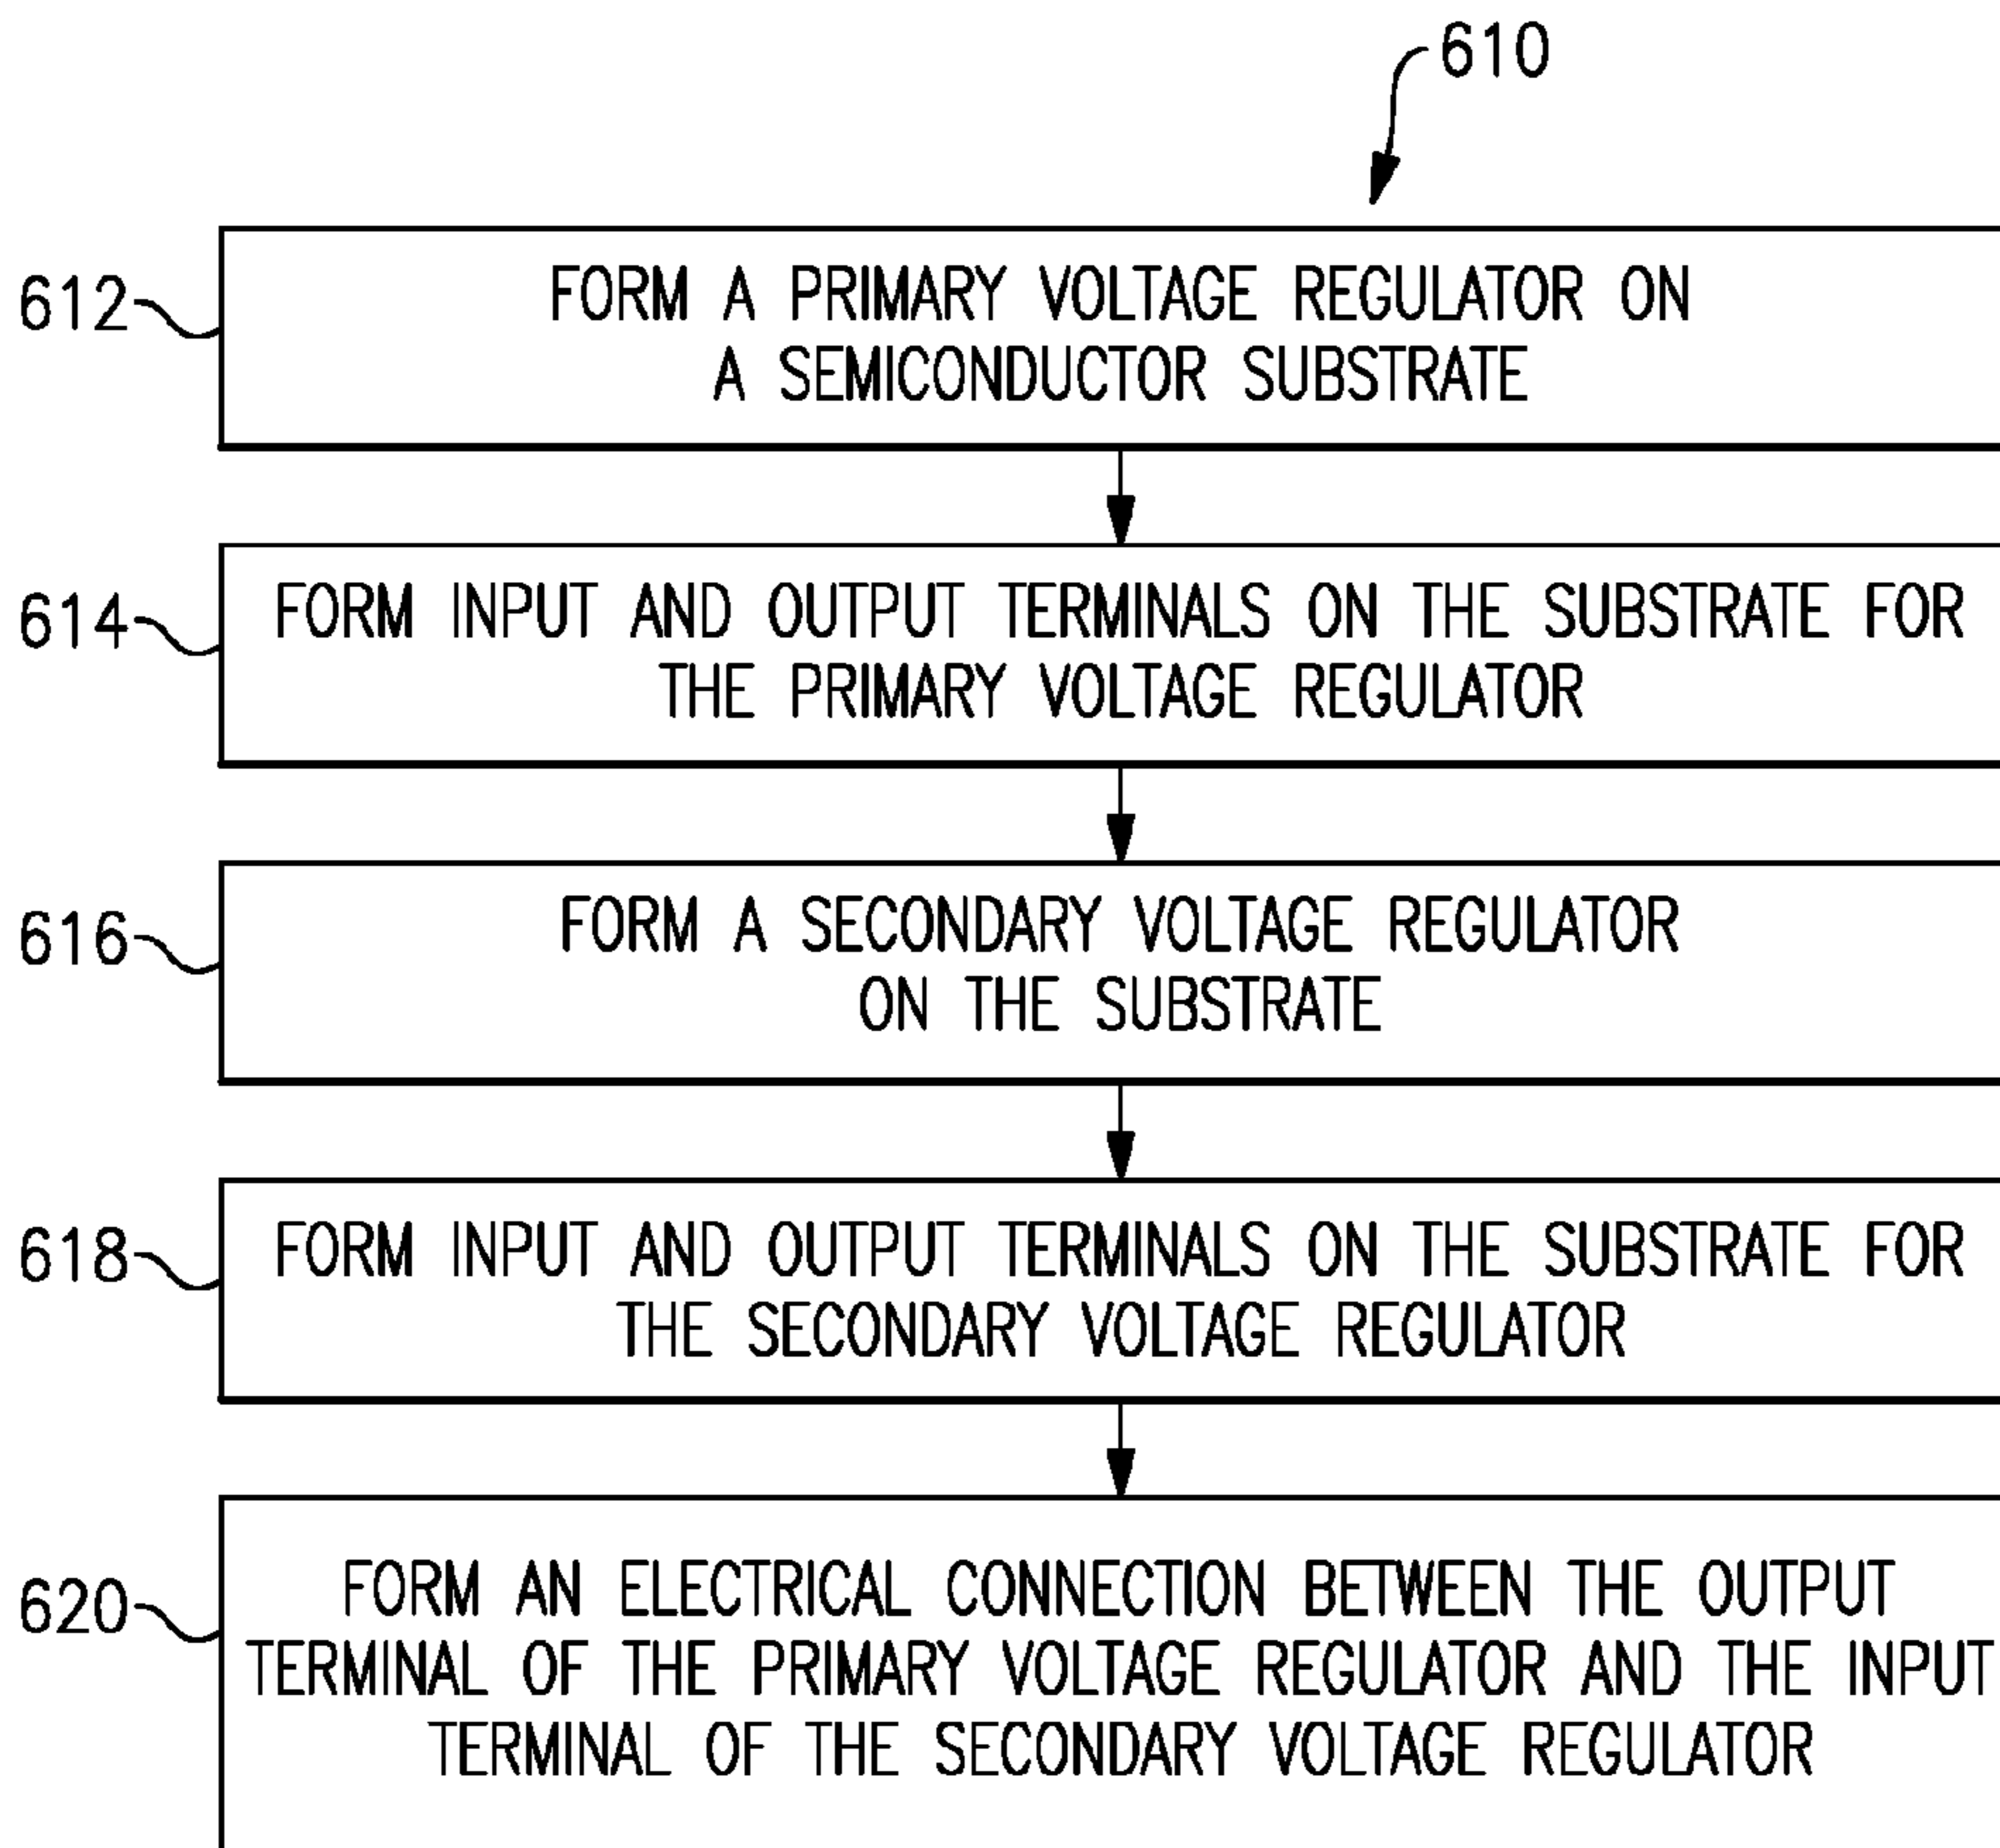 610
612
FORM A PRIMARY VOLTAGE REGULATOR ON
A SEMICONDUCTOR SUBSTRATE
614
FORM INPUT AND OUTPUT TERMINALS ON THE SUBSTRATE FOR
THE PRIMARY VOLTAGE REGULATOR
616
FORM A SECONDARY VOLTAGE REGULATOR
ON THE SUBSTRATE
618
FORM INPUT AND OUTPUT TERMINALS ON THE SUBSTRATE FOR
THE SECONDARY VOLTAGE REGULATOR
620
FORM AN ELECTRICAL CONNECTION BETWEEN THE OUTPUT
TERMINAL OF THE PRIMARY VOLTAGE REGULATOR AND THE INPUT
TERMINAL OF THE SECONDARY VOLTAGE REGULATOR